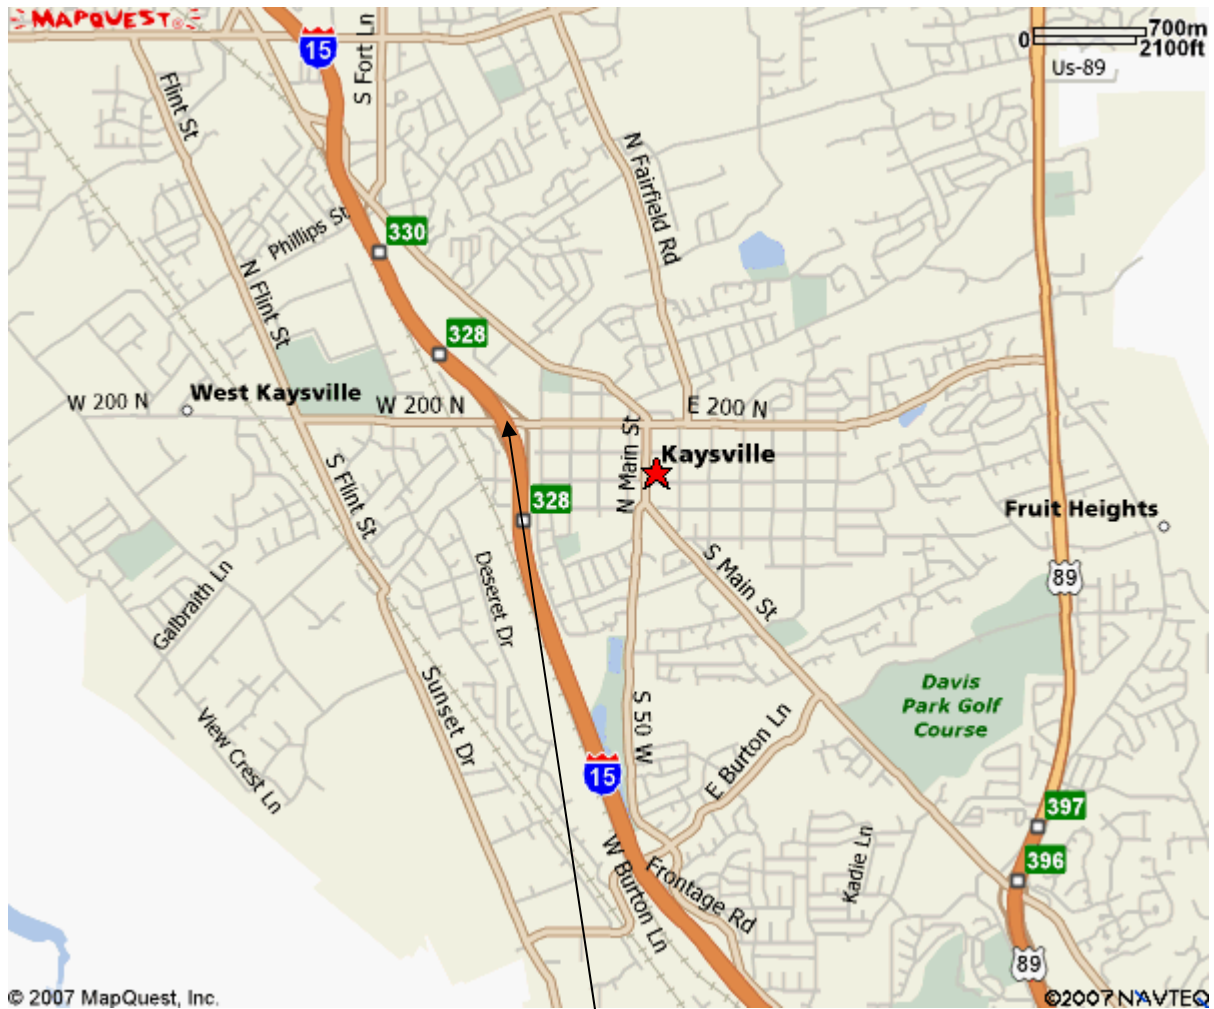 MAPQUEST®
15
S Fort Ln
0
700m
2100ft
Us-89
Flint St
N Fairfield Rd
Phillips St
330
N Flint St
328
West Kaysville
W 200 N
W 200 N
E 200 N
N Main St
Kaysville
S Flint St
328
Fruit Heights
Deseret Dr
S Main St
89
Galbraith Ln
Sunset Dr
Davis
Park Golf
Course
S 50 W
E Burton Ln
View Crest Ln
15
397
W Burton Ln
Frontage Rd
Kadie Ln
396
89
© 2007 MapQuest, Inc.
©2007 NAVTEQ